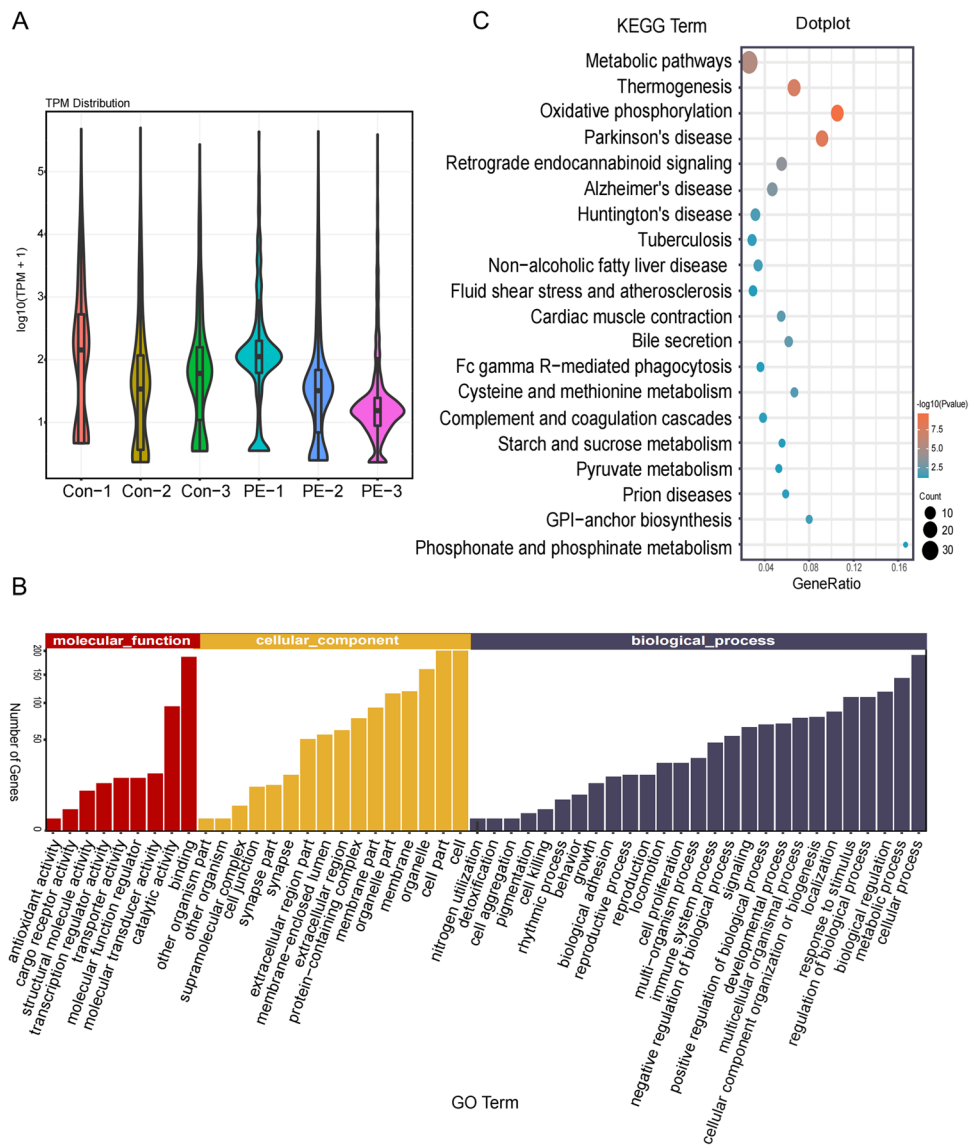 A
TPM Distribution
log10(TPM + 1)
5
4
3
2
1
Con-1 Con-2 Con-3 PE-1 PE-2 PE-3
C
KEGG Term Dotplot
Metabolic pathways
Thermogenesis
Oxidative phosphorylation
Parkinson's disease
Retrograde endocannabinoid signaling
Alzheimer's disease
Huntington's disease
Tuberculosis
Non-alcoholic fatty liver disease
Fluid shear stress and atherosclerosis
Cardiac muscle contraction
Bile secretion
Fc gamma R-mediated phagocytosis
Cysteine and methionine metabolism
Complement and coagulation cascades
Starch and sucrose metabolism
Pyruvate metabolism
Prion diseases
GPI-anchor biosynthesis
Phosphonate and phosphinate metabolism
0.04 0.08 0.12 0.16
GeneRatio
-log10(Pvalue)
7.5
5.0
2.5
Count
10
20
30
B
molecular_function cellular_component biological_process
Number of Genes
200
150
100
50
0
antioxidant activity
cargo receptor activity
structural molecule activity
transcription regulator activity
transporter activity
molecular function regulator
molecular transducer activity
catalytic activity
binding
other organism part
other organism
supramolecular complex
cell junction
synapse part
synapse
extracellular region part
membrane-enclosed lumen
extracellular region
protein-containing complex
membrane part
organelle part
membrane
organelle
cell part
cell
nitrogen utilization
detoxification
cell aggregation
pigmentation
cell killing
rhythmic process
behavior
growth
biological adhesion
reproductive process
reproduction
locomotion
cell proliferation
multi-organism process
immune system process
negative regulation of biological process
signaling
positive regulation of biological process
developmental process
multicellular organismal process
cellular component organization or biogenesis
localization
response to stimulus
regulation of biological process
biological regulation
metabolic process
cellular process
GO Term